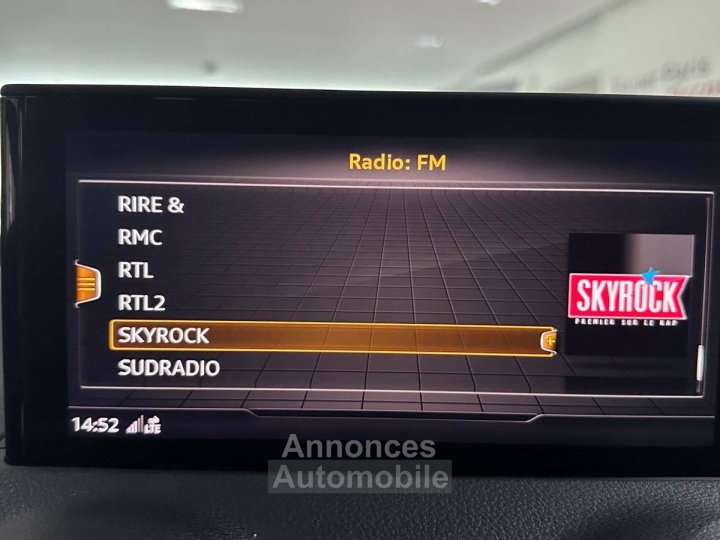 Radio: FM
RIRE &
RMC
RTL
RTL2
SKYROCK
SUDRADIO
SKYROCK
PREMIER SUR LE RAP
14:52 LTE
Annonces
Automobile